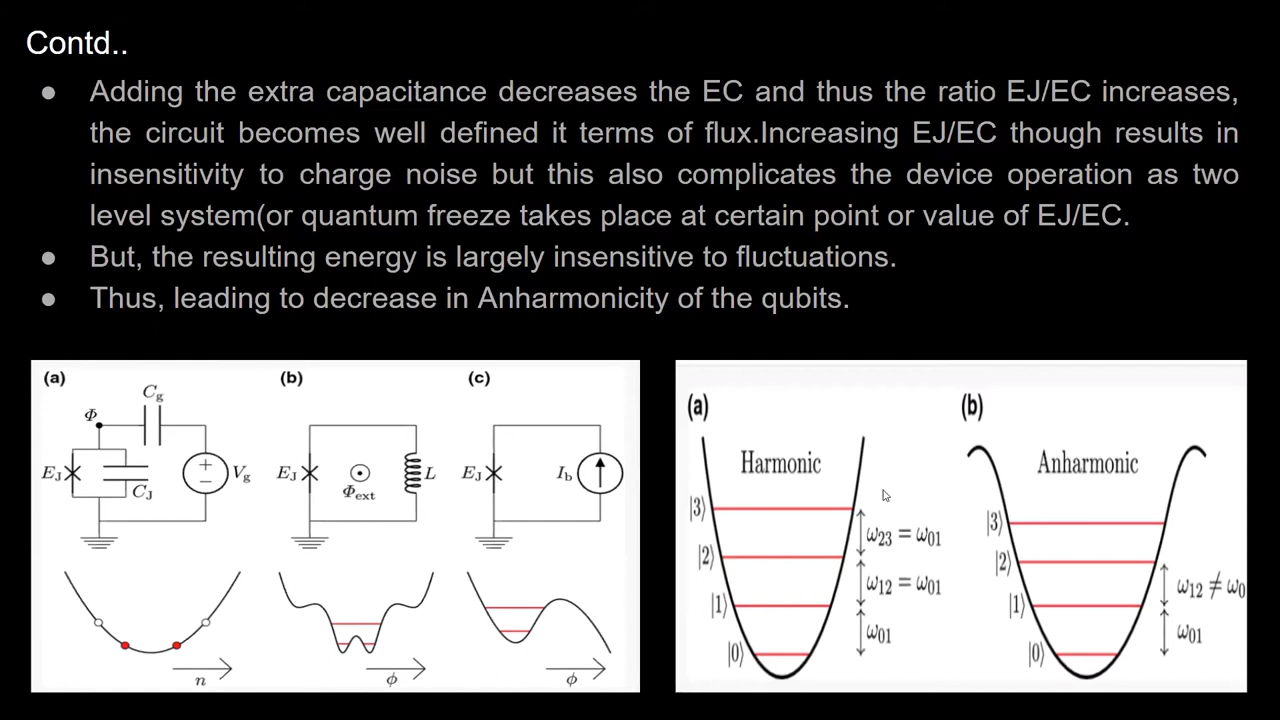 Contd..
● Adding the extra capacitance decreases the EC and thus the ratio EJ/EC increases,
the circuit becomes well defined it terms of flux.Increasing EJ/EC though results in
insensitivity to charge noise but this also complicates the device operation as two
level system(or quantum freeze takes place at certain point or value of EJ/EC.
● But, the resulting energy is largely insensitive to fluctuations.
● Thus, leading to decrease in Anharmonicity of the qubits.
(a)
Cg
Φ
EJ
CJ
Vg
n
(b)
EJ
Φext
L
ϕ
(c)
EJ
Ib
ϕ
(a)
Harmonic
|3⟩
ω23 = ω01
|2⟩
ω12 = ω01
|1⟩
ω01
|0⟩
(b)
Anharmonic
|3⟩
|2⟩
ω12 ≠ ω0
|1⟩
ω01
|0⟩